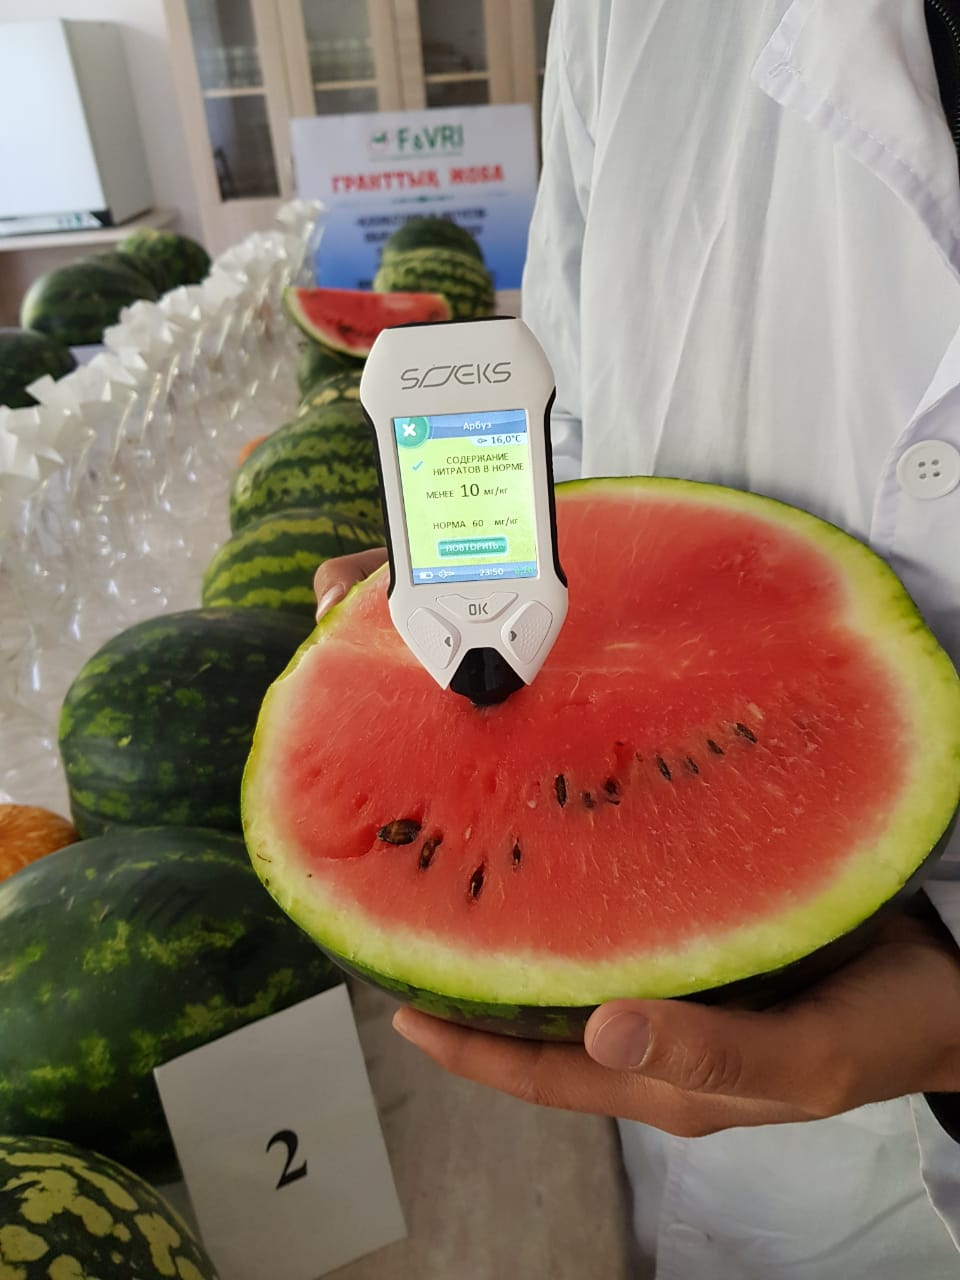 F&VRI
ГРАНТТЫҚ ЖОБА
SOEKS
Арбуз
16,0°C
СОДЕРЖАНИЕ
НИТРАТОВ В НОРМЕ
МЕНЕЕ 10 мг/кг
НОРМА 60 мг/кг
ПОВТОРИТЬ
23:50
OK
2